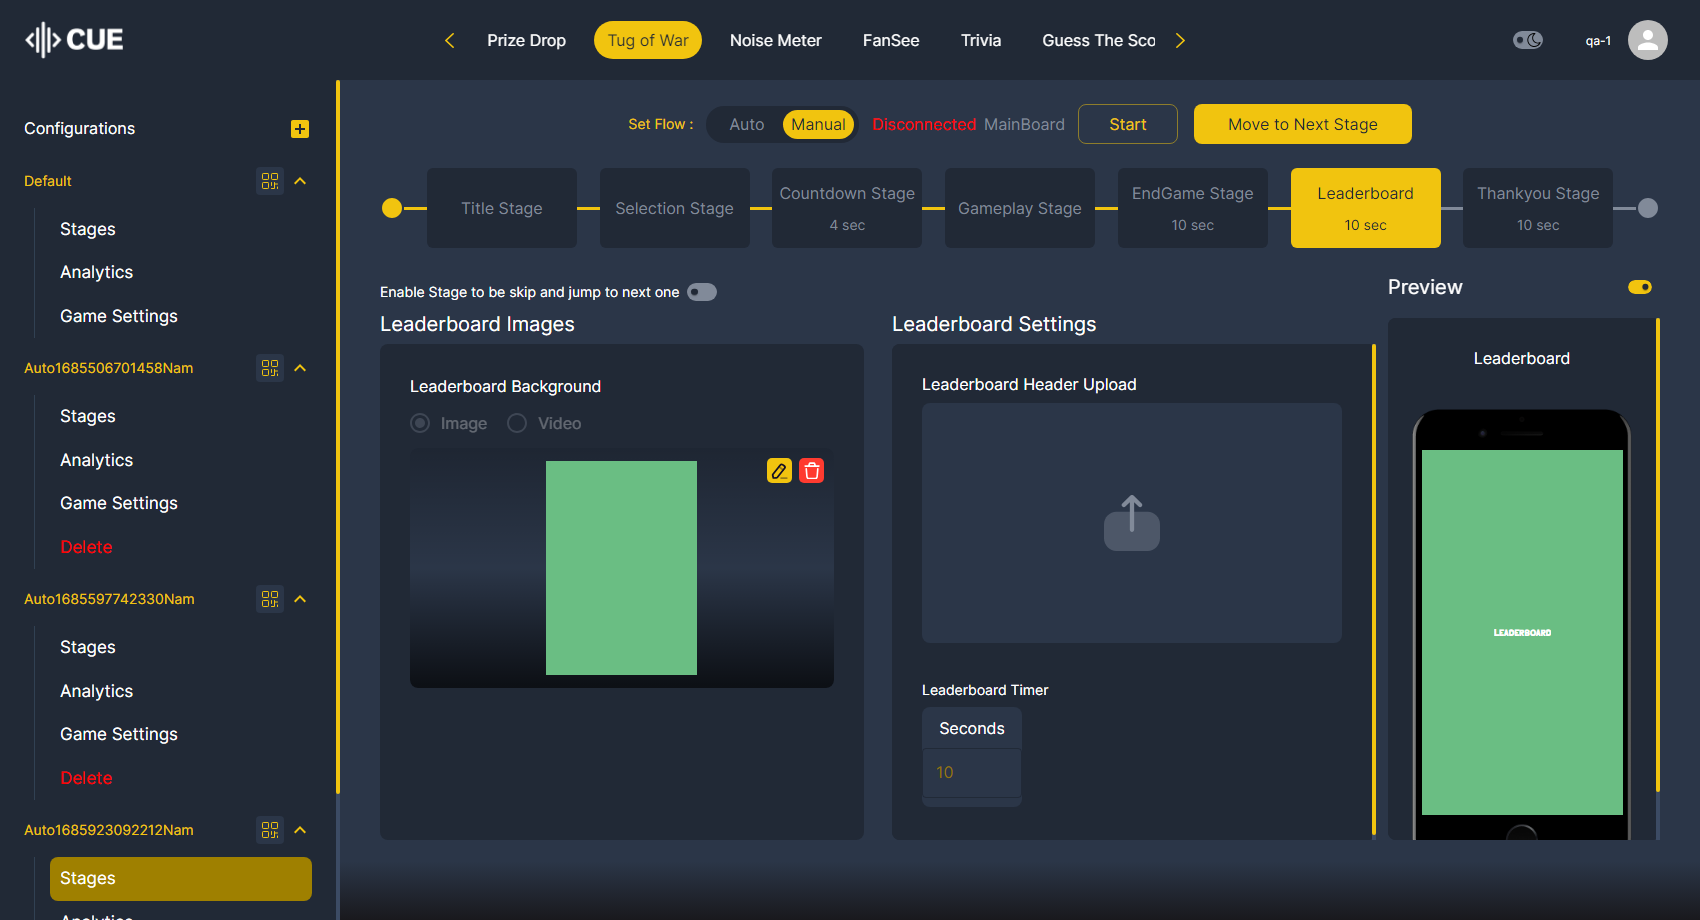 CUE
Prize Drop
Tug of War
Noise Meter
FanSee
Trivia
Guess The Sco
qa-1
Configurations
Default
Stages
Analytics
Game Settings
Auto1685506701458Nam
Stages
Analytics
Game Settings
Delete
Auto1685597742330Nam
Stages
Analytics
Game Settings
Delete
Auto1685923092212Nam
Stages
Analytics
Set Flow :
Auto
Manual
Disconnected MainBoard
Start
Move to Next Stage
Title Stage
Selection Stage
Countdown Stage
4 sec
Gameplay Stage
EndGame Stage
10 sec
Leaderboard
10 sec
Thankyou Stage
10 sec
Enable Stage to be skip and jump to next one
Leaderboard Images
Leaderboard Background
Image
Video
Leaderboard Settings
Leaderboard Header Upload
Leaderboard Timer
Seconds
10
Preview
Leaderboard
LEADERBOARD